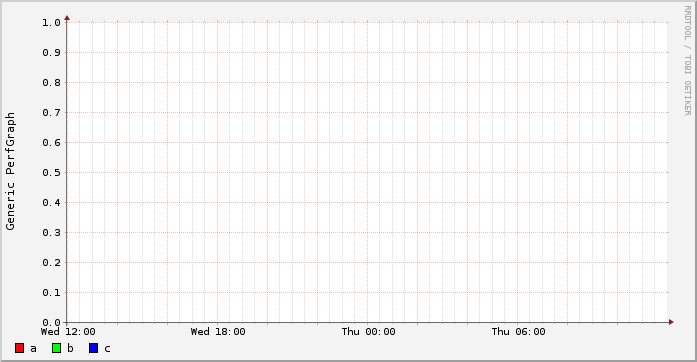 RRDTOOL / TOBI OETIKER
Generic PerfGraph
1.0
0.9
0.8
0.7
0.6
0.5
0.4
0.3
0.2
0.1
0.0
Wed 12:00 Wed 18:00 Thu 00:00 Thu 06:00
a b c